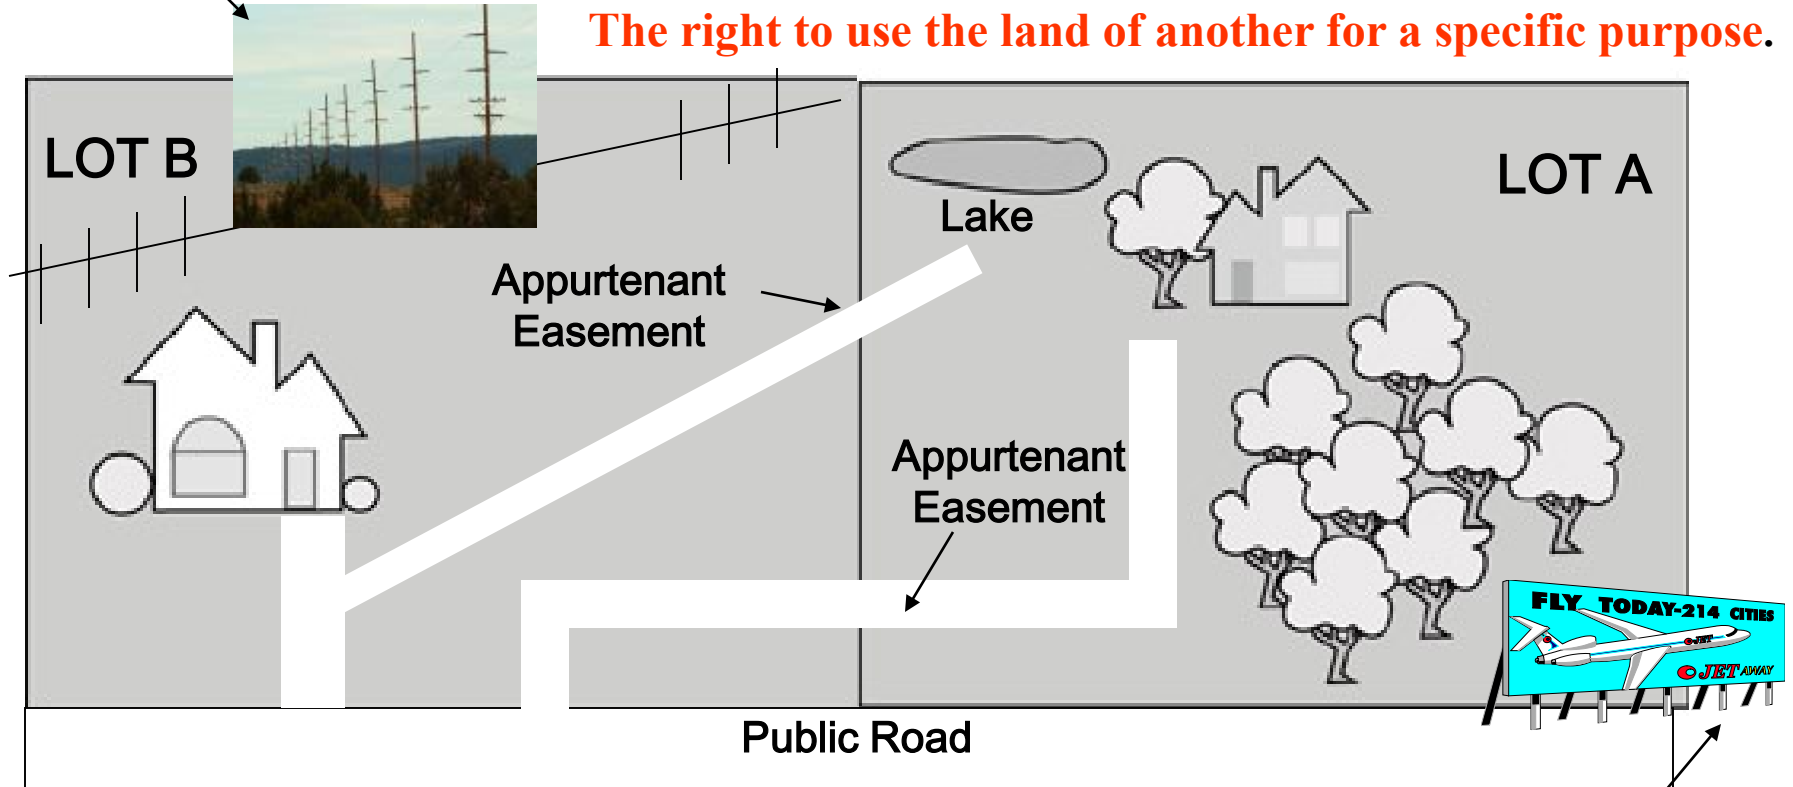 The right to use the land of another for a specific purpose.
LOT B
LOT A
Lake
Appurtenant
Easement
Appurtenant
Easement
FLY TODAY-214 CITIES
JET
JET AWAY
Public Road